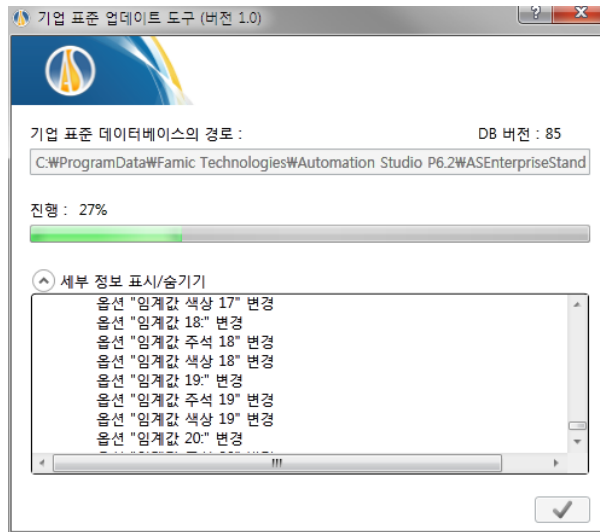 기업 표준 업데이트 도구 (버전 1.0)
?
기업 표준 데이터베이스의 경로 :
DB 버전 : 85
C:₩ProgramData₩Famic Technologies₩Automation Studio P6.2₩ASEnterpriseStand
진행 : 27%
세부 정보 표시/숨기기
옵션 "임계값 색상 17" 변경
옵션 "임계값 18:" 변경
옵션 "임계값 주석 18" 변경
옵션 "임계값 색상 18" 변경
옵션 "임계값 19:" 변경
옵션 "임계값 주석 19" 변경
옵션 "임계값 색상 19" 변경
옵션 "임계값 20:" 변경